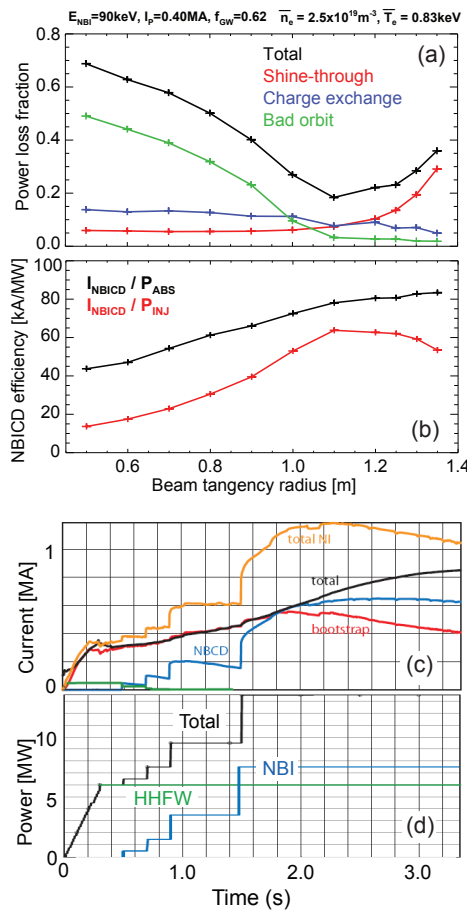 E_NBI=90keV, I_P=0.40MA, f_GW=0.62 n̅_e = 2.5x10^19m^-3, T̅_e = 0.83keV
Total (a)
Shine-through
Charge exchange
Bad orbit
Power loss fraction
0.8
0.6
0.4
0.2
0.0
I_NBICD / P_ABS
I_NBICD / P_INJ
NBICD efficiency [kA/MW]
100
80
60
40
20
0
(b)
0.6 0.8 1.0 1.2 1.4
Beam tangency radius [m]
total NI
total
NBCD
bootstrap
(c)
Current [MA]
1
0
Total
NBI
HHFW
(d)
Power [MW]
10
5
0
0 1.0 2.0 3.0
Time (s)